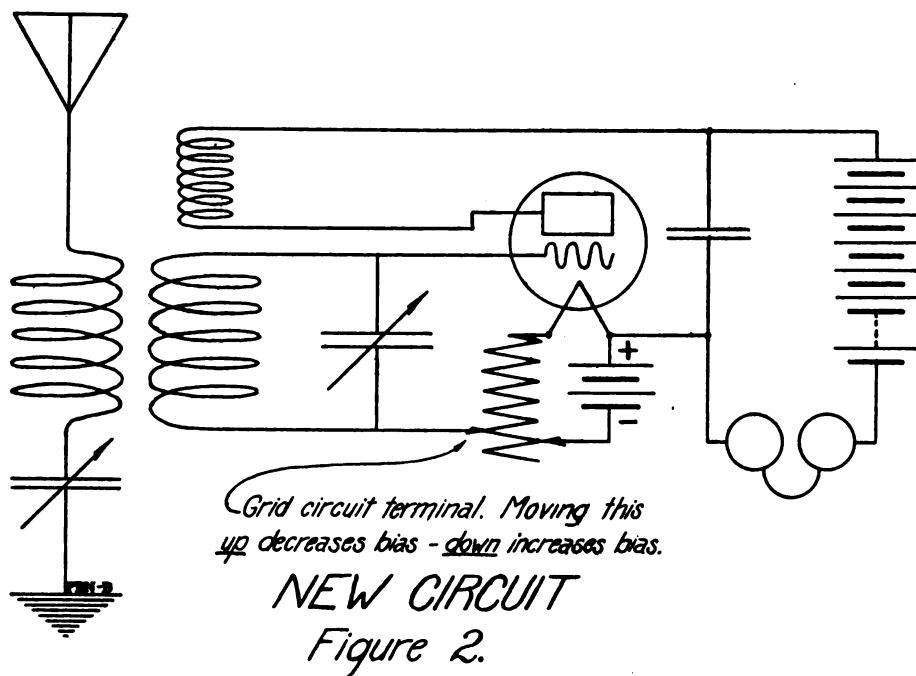 +
-
Grid circuit terminal. Moving this
up decreases bias - down increases bias.
NEW CIRCUIT
Figure 2.